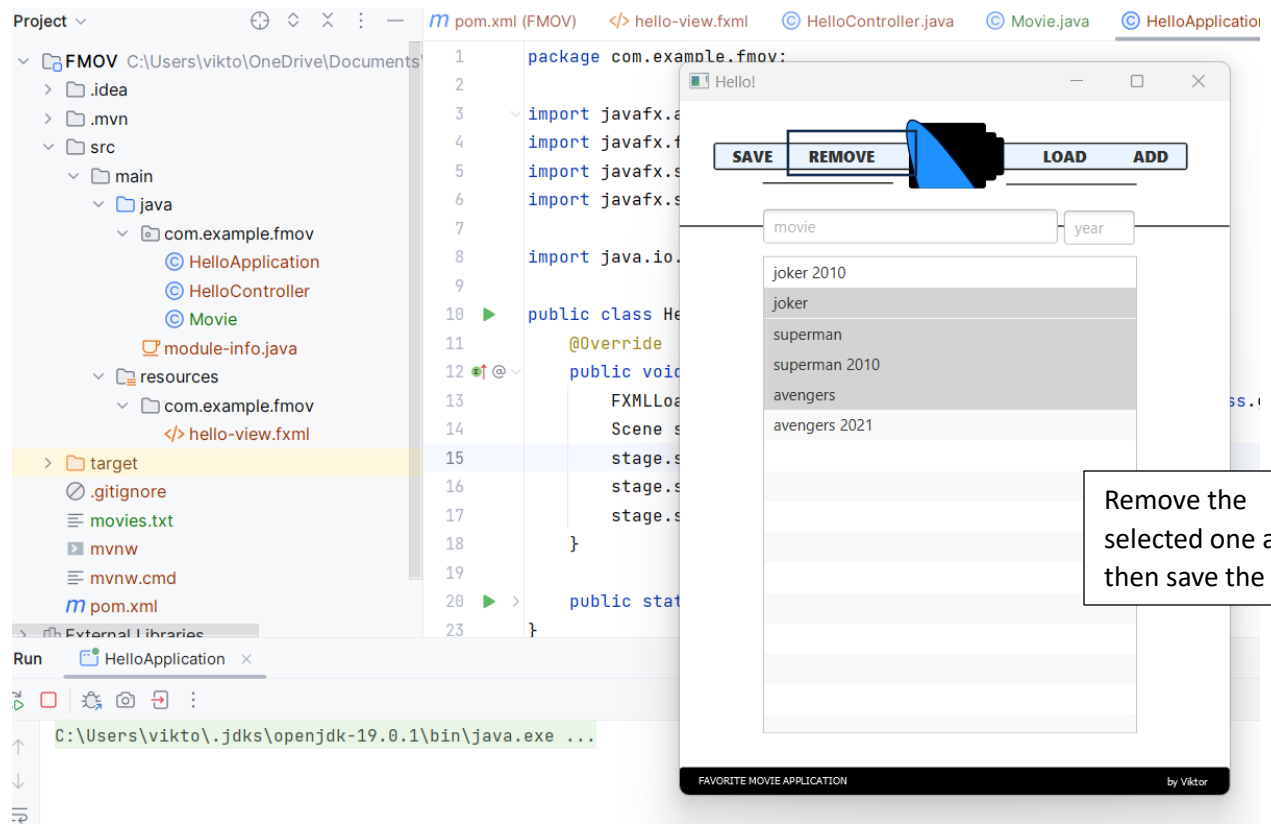 Project
FMOV C:\Users\vikto\OneDrive\Documents\
.idea
.mvn
src
main
java
com.example.fmov
HelloApplication
HelloController
Movie
module-info.java
resources
com.example.fmov
hello-view.fxml
target
.gitignore
movies.txt
mvnw
mvnw.cmd
pom.xml
External Libraries
pom.xml (FMOV) hello-view.fxml HelloController.java Movie.java HelloApplication
1 package com.example.fmov;
2
3 import javafx.a
4 import javafx.f
5 import javafx.s
6 import javafx.s
7
8 import java.io.
9
10 public class He
11 @Override
12 public void
13 FXMLLoa ss.g
14 Scene s
15 stage.s
16 stage.s
17 stage.s
18 }
19
20 public stat
23 }
Hello!
SAVE REMOVE LOAD ADD
movie year
joker 2010
joker
superman
superman 2010
avengers
avengers 2021
FAVORITE MOVIE APPLICATION by Viktor
Remove the
selected one a
then save the
Run HelloApplication
C:\Users\vikto\.jdks\openjdk-19.0.1\bin\java.exe ...